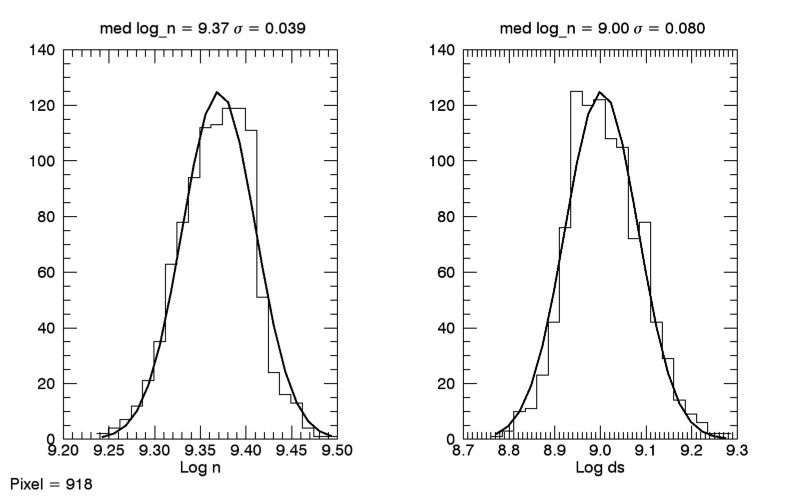 med log_n = 9.37 σ = 0.039
med log_n = 9.00 σ = 0.080
140
120
100
80
60
40
20
0
9.20 9.25 9.30 9.35 9.40 9.45 9.50
Log n
140
120
100
80
60
40
20
0
8.7 8.8 8.9 9.0 9.1 9.2 9.3
Log ds
Pixel = 918